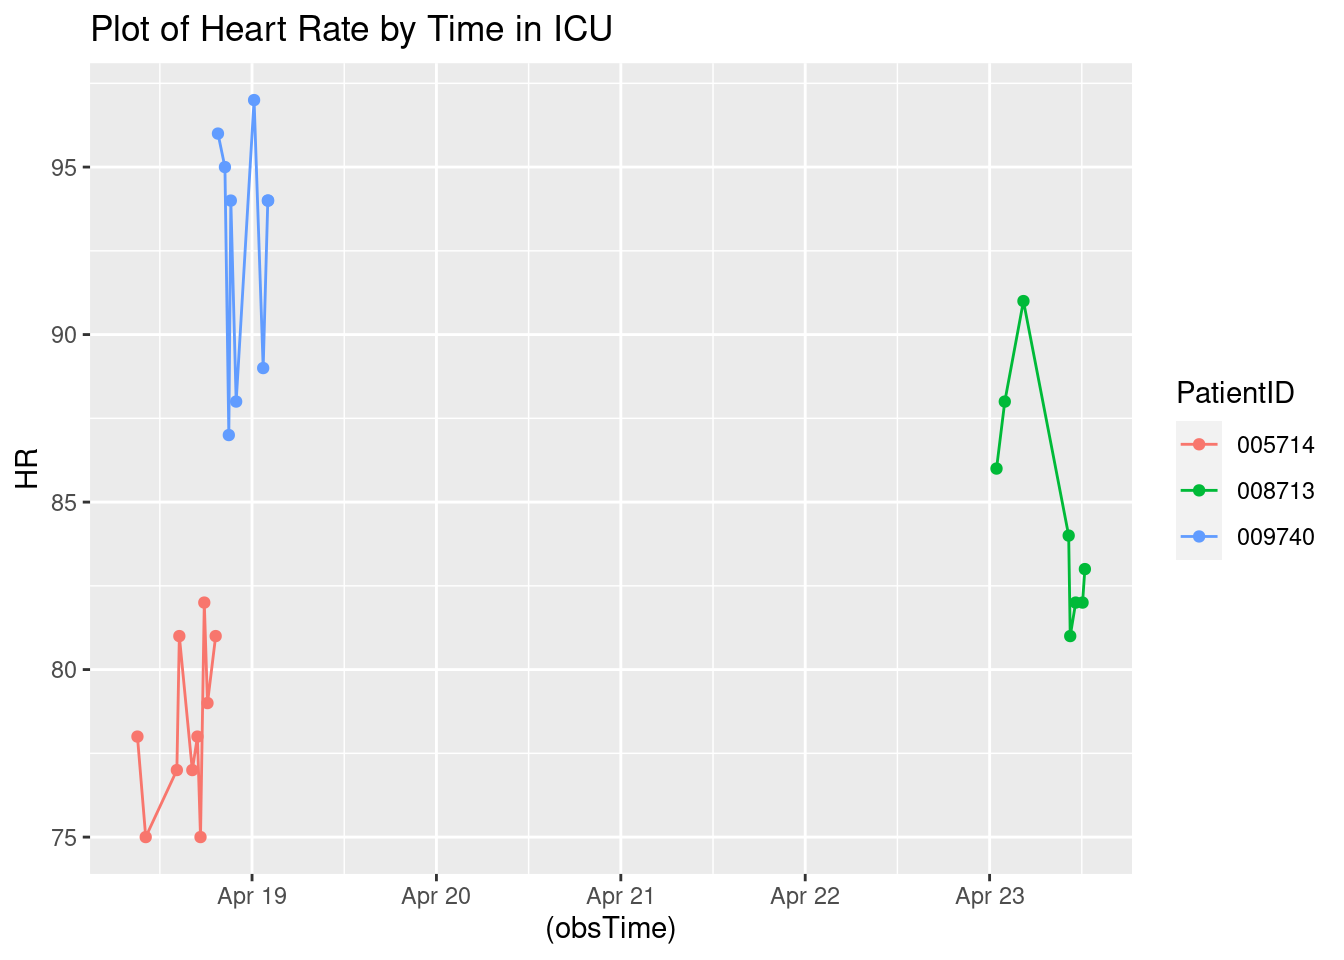 Plot of Heart Rate by Time in ICU
95
90
85
80
75
HR
Apr 19 Apr 20 Apr 21 Apr 22 Apr 23
(obsTime)
PatientID
005714
008713
009740